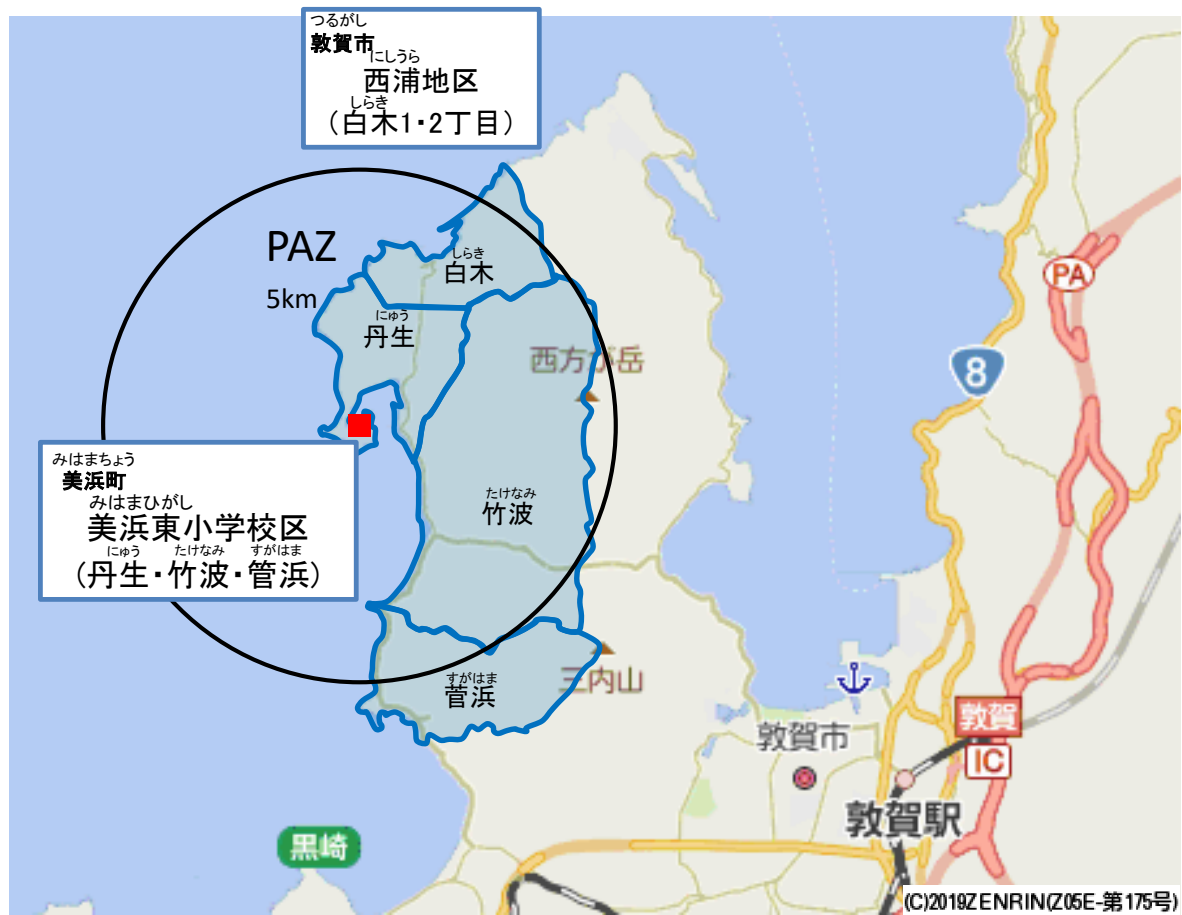 つるがし
敦賀市
にしうら
西浦地区
しらき
（白木1・2丁目）
PAZ
5km
しらき
白木
にゅう
丹生
西方が岳
PA
8
みはまちょう
美浜町
みはまひがし
美浜東小学校区
にゅう たけなみ すがはま
（丹生・竹波・管浜）
たけなみ
竹波
すがはま
菅浜
三内山
敦賀市
敦賀
IC
敦賀駅
黒崎
(C)2019ZENRIN(Z05E-第175号)